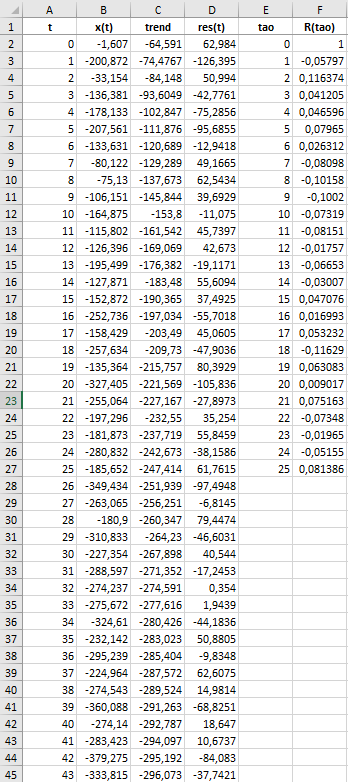 A B C D E F
1 t x(t) trend res(t) tao R(tao)
2 0 -1,607 -64,591 62,984 0 1
3 1 -200,872 -74,4767 -126,395 1 -0,05797
4 2 -33,154 -84,148 50,994 2 0,116374
5 3 -136,381 -93,6049 -42,7761 3 0,041205
6 4 -178,133 -102,847 -75,2856 4 0,046596
7 5 -207,561 -111,876 -95,6855 5 0,07965
8 6 -133,631 -120,689 -12,9418 6 0,026312
9 7 -80,122 -129,289 49,1665 7 -0,08098
10 8 -75,13 -137,673 62,5434 8 -0,10158
11 9 -106,151 -145,844 39,6929 9 -0,1002
12 10 -164,875 -153,8 -11,075 10 -0,07319
13 11 -115,802 -161,542 45,7397 11 -0,08151
14 12 -126,396 -169,069 42,673 12 -0,01757
15 13 -195,499 -176,382 -19,1171 13 -0,06653
16 14 -127,871 -183,48 55,6094 14 -0,03007
17 15 -152,872 -190,365 37,4925 15 0,047076
18 16 -252,736 -197,034 -55,7018 16 0,016993
19 17 -158,429 -203,49 45,0605 17 0,053232
20 18 -257,634 -209,73 -47,9036 18 -0,11629
21 19 -135,364 -215,757 80,3929 19 0,063083
22 20 -327,405 -221,569 -105,836 20 0,009017
23 21 -255,064 -227,167 -27,8973 21 0,075163
24 22 -197,296 -232,55 35,254 22 -0,07348
25 23 -181,873 -237,719 55,8459 23 -0,01965
26 24 -280,832 -242,673 -38,1586 24 -0,05155
27 25 -185,652 -247,414 61,7615 25 0,081386
28 26 -349,434 -251,939 -97,4948
29 27 -263,065 -256,251 -6,8145
30 28 -180,9 -260,347 79,4474
31 29 -310,833 -264,23 -46,6031
32 30 -227,354 -267,898 40,544
33 31 -288,597 -271,352 -17,2453
34 32 -274,237 -274,591 0,354
35 33 -275,672 -277,616 1,9439
36 34 -324,61 -280,426 -44,1836
37 35 -232,142 -283,023 50,8805
38 36 -295,239 -285,404 -9,8348
39 37 -224,964 -287,572 62,6075
40 38 -274,543 -289,524 14,9814
41 39 -360,088 -291,263 -68,8251
42 40 -274,14 -292,787 18,647
43 41 -283,423 -294,097 10,6737
44 42 -379,275 -295,192 -84,083
45 43 -333,815 -296,073 -37,7421